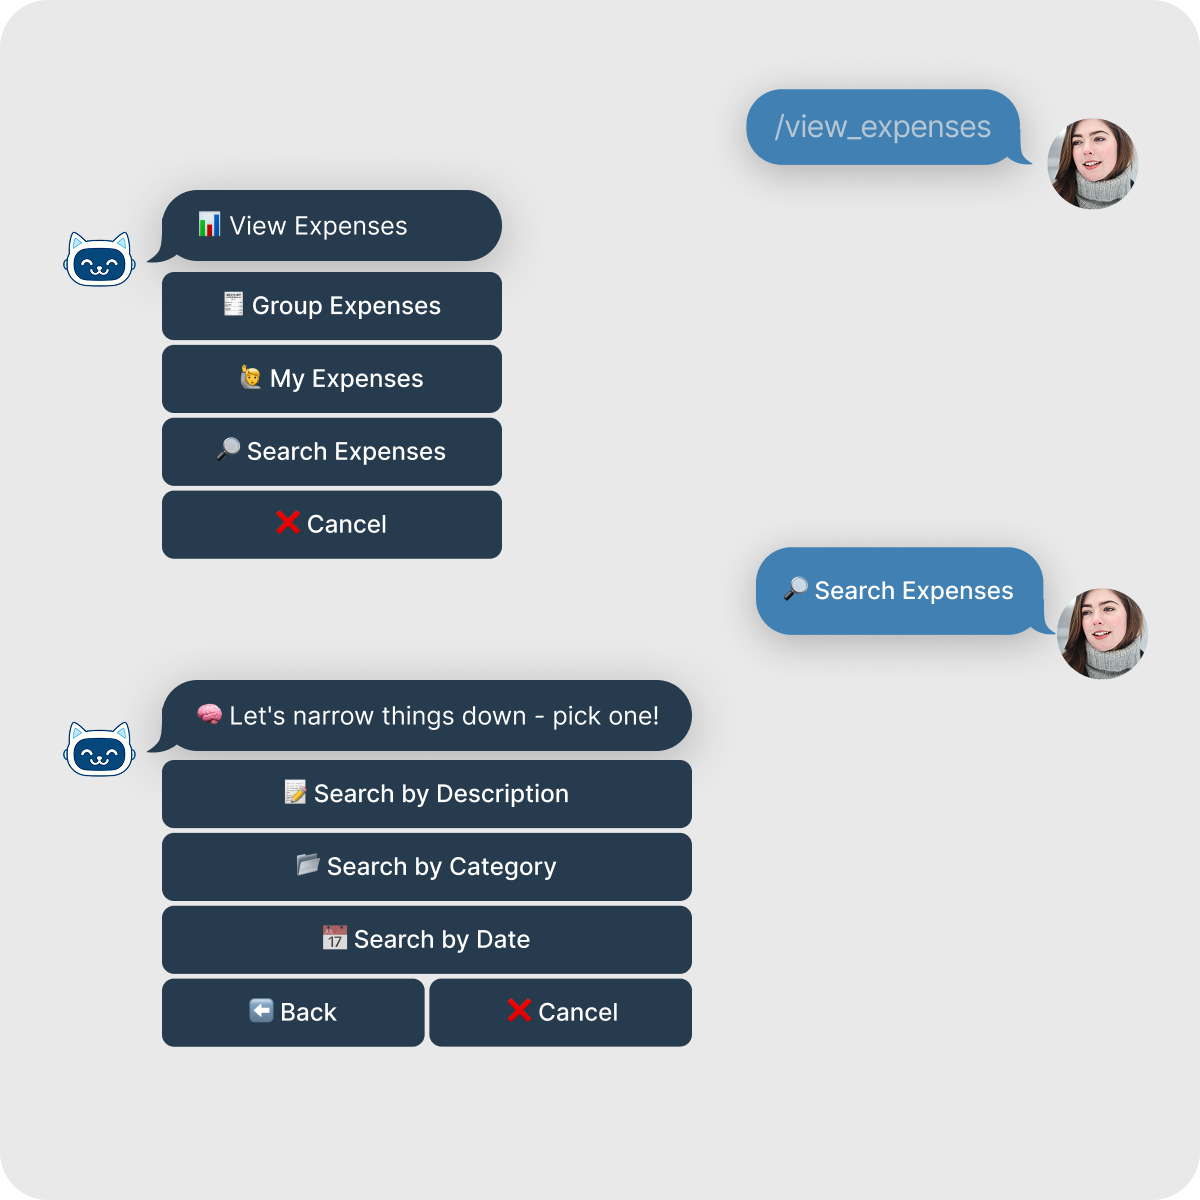 /view_expenses
📊 View Expenses
🧾 Group Expenses
🙋 My Expenses
🔎 Search Expenses
❌ Cancel
🔎 Search Expenses
🧠 Let's narrow things down - pick one!
📝 Search by Description
📂 Search by Category
📅 Search by Date
⬅️ Back
❌ Cancel